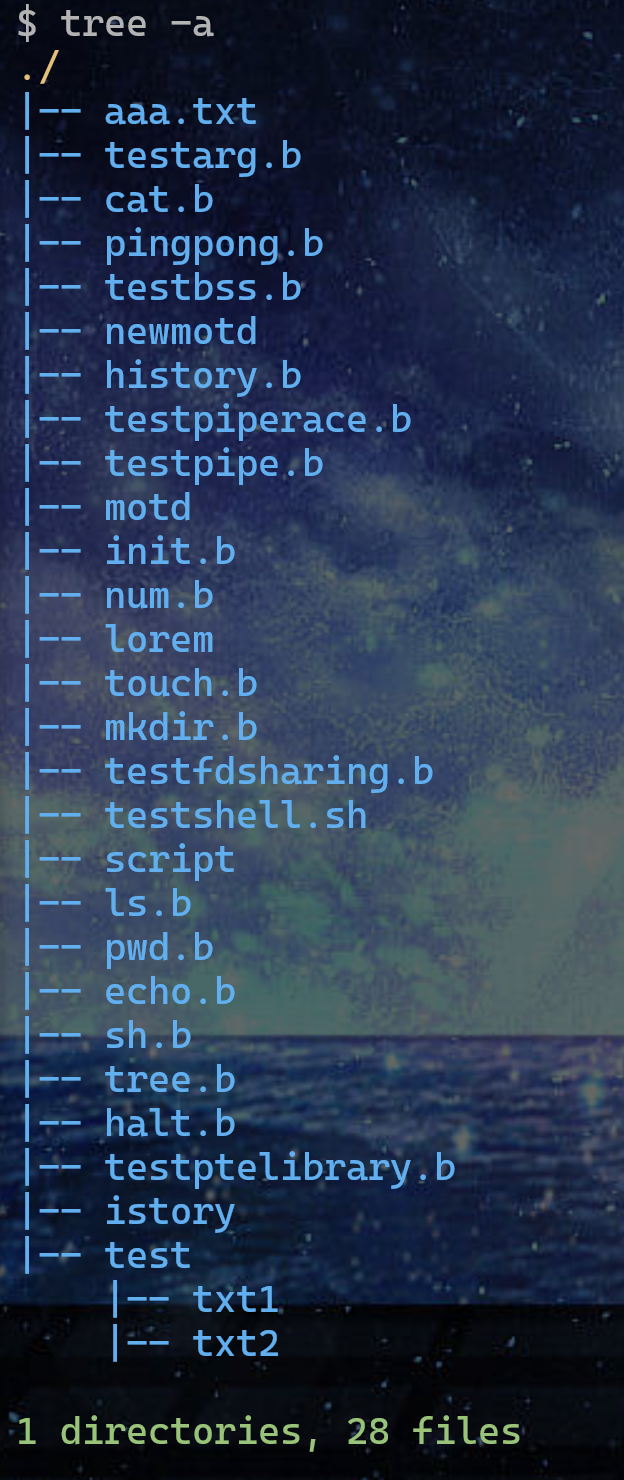 $ tree -a
./
|-- aaa.txt
|-- testarg.b
|-- cat.b
|-- pingpong.b
|-- testbss.b
|-- newmotd
|-- history.b
|-- testpiperace.b
|-- testpipe.b
|-- motd
|-- init.b
|-- num.b
|-- lorem
|-- touch.b
|-- mkdir.b
|-- testfdsharing.b
|-- testshell.sh
|-- script
|-- ls.b
|-- pwd.b
|-- echo.b
|-- sh.b
|-- tree.b
|-- halt.b
|-- testptelibrary.b
|-- istory
|-- test
    |-- txt1
    |-- txt2
1 directories, 28 files